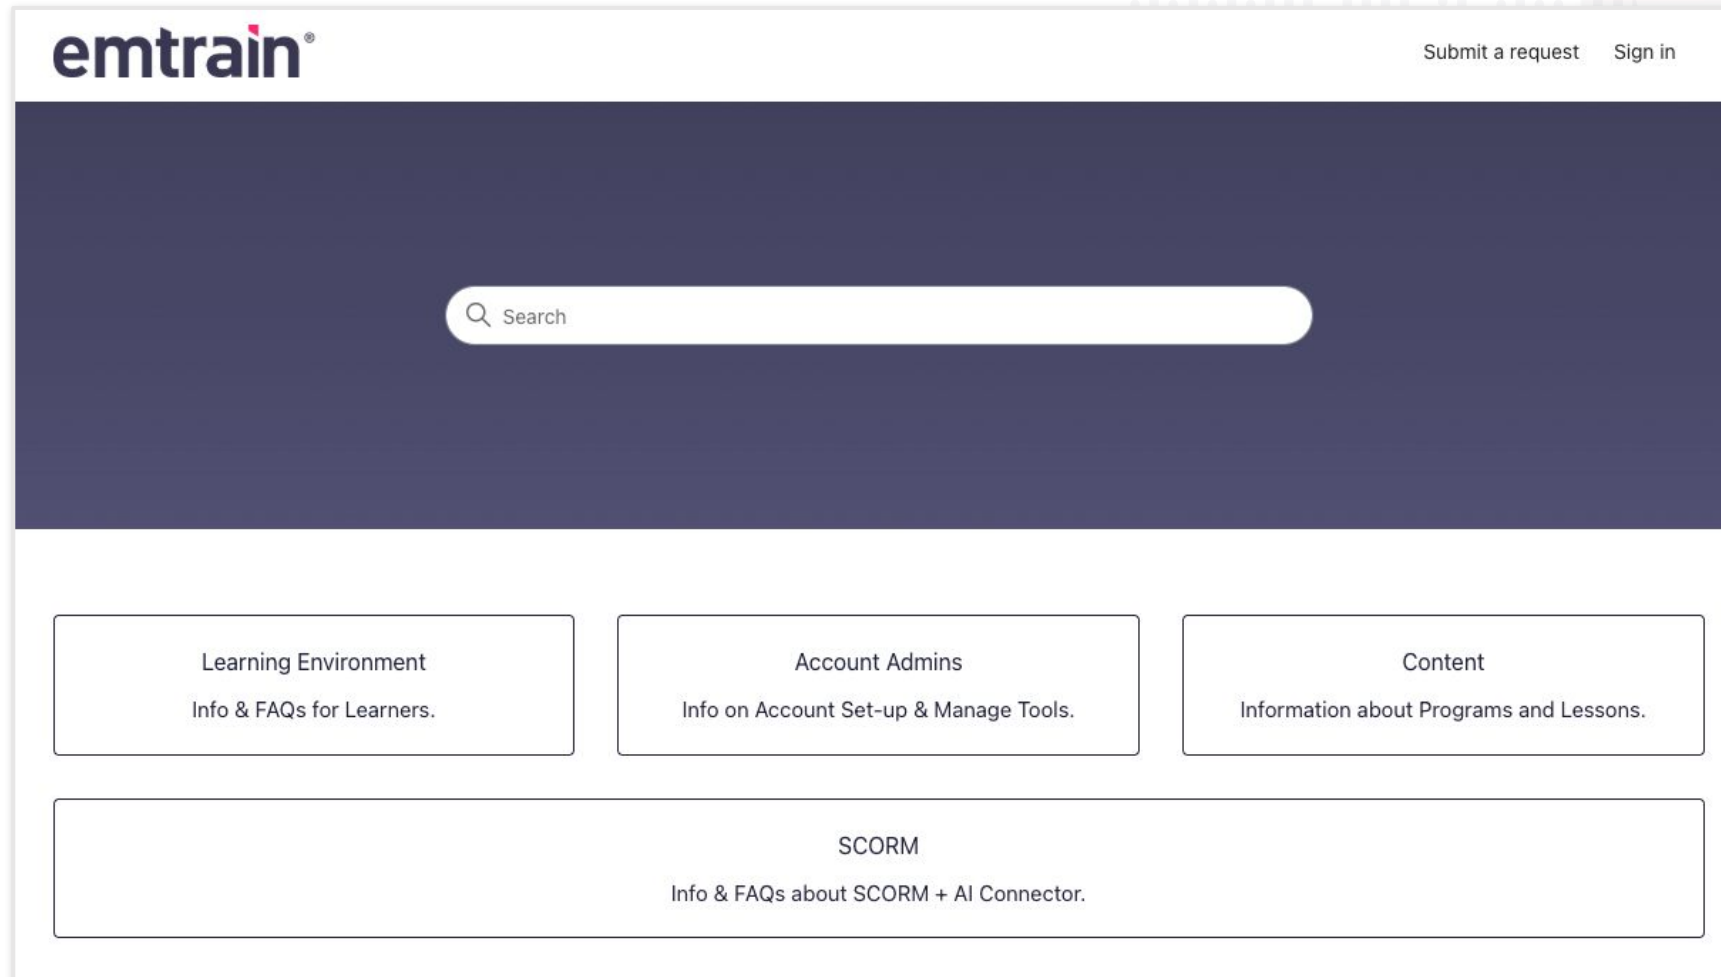 emtrain®
Submit a request Sign in
Search
Learning Environment
Info & FAQs for Learners.
Account Admins
Info on Account Set-up & Manage Tools.
Content
Information about Programs and Lessons.
SCORM
Info & FAQs about SCORM + AI Connector.